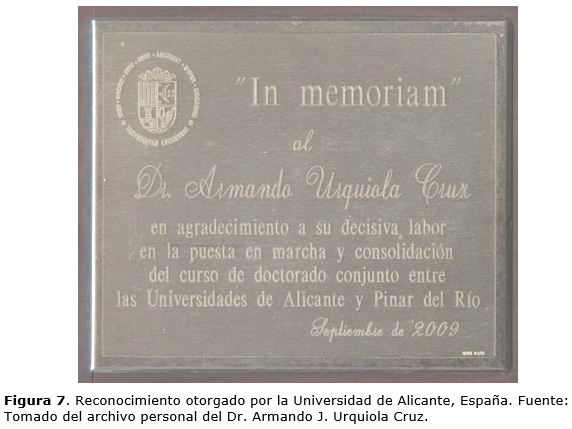 "In memoriam"
al
Dr. Armando Urquiola Cruz
en agradecimiento a su decisiva labor
en la puesta en marcha y consolidación
del curso de doctorado conjunto entre
las Universidades de Alicante y Pinar del Río
Septiembre de 2009
Figura 7. Reconocimiento otorgado por la Universidad de Alicante, España. Fuente:
Tomado del archivo personal del Dr. Armando J. Urquiola Cruz.